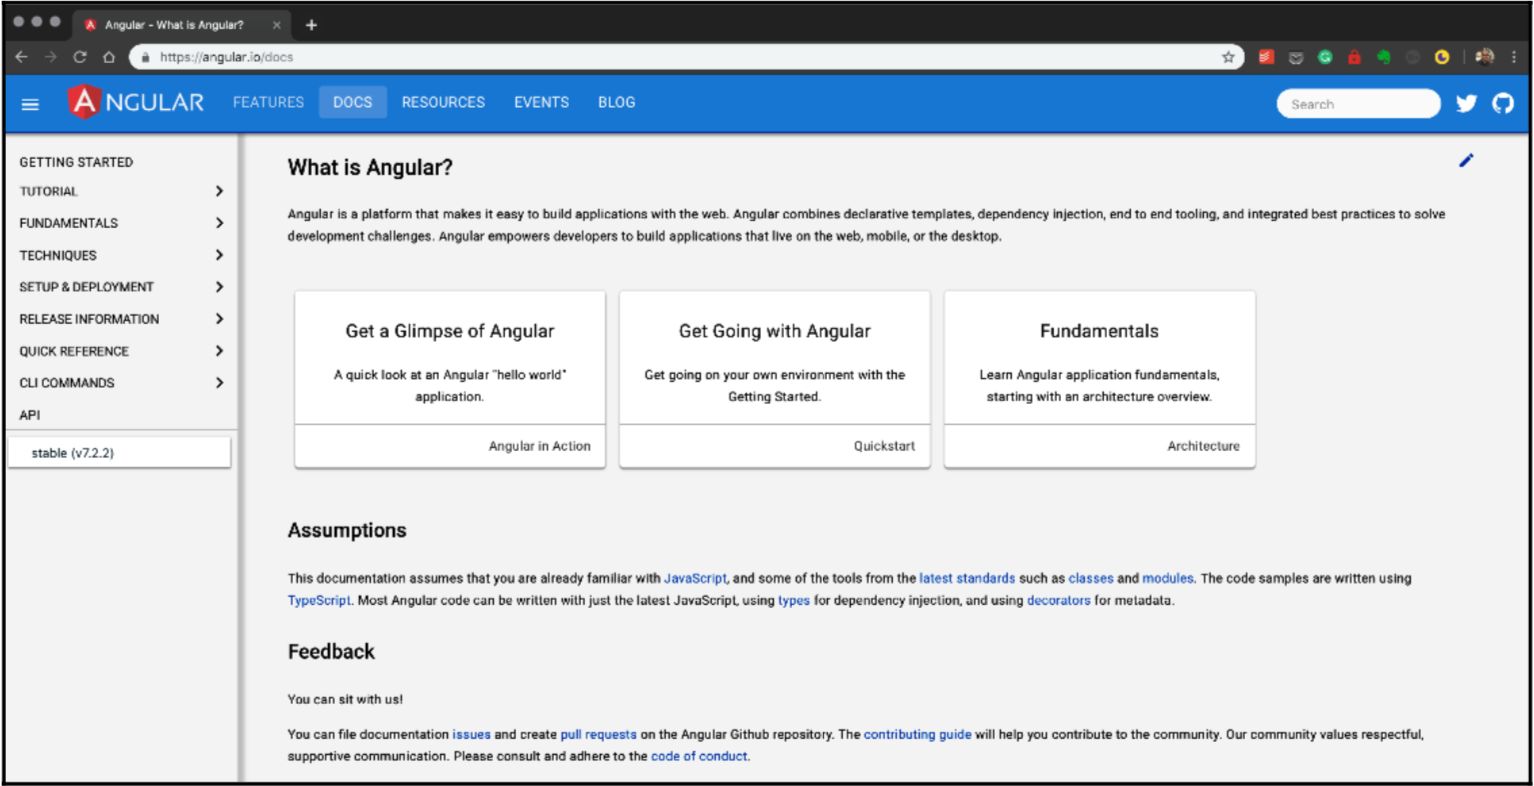 Angular - What is Angular?
https://angular.io/docs
ANGULAR FEATURES DOCS RESOURCES EVENTS BLOG Search
GETTING STARTED
TUTORIAL
FUNDAMENTALS
TECHNIQUES
SETUP & DEPLOYMENT
RELEASE INFORMATION
QUICK REFERENCE
CLI COMMANDS
API
stable (v7.2.2)
What is Angular?
Angular is a platform that makes it easy to build applications with the web. Angular combines declarative templates, dependency injection, end to end tooling, and integrated best practices to solve
development challenges. Angular empowers developers to build applications that live on the web, mobile, or the desktop.
Get a Glimpse of Angular
A quick look at an Angular "hello world"
application.
Angular in Action
Get Going with Angular
Get going on your own environment with the
Getting Started.
Quickstart
Fundamentals
Learn Angular application fundamentals,
starting with an architecture overview.
Architecture
Assumptions
This documentation assumes that you are already familiar with JavaScript, and some of the tools from the latest standards such as classes and modules. The code samples are written using
TypeScript. Most Angular code can be written with just the latest JavaScript, using types for dependency injection, and using decorators for metadata.
Feedback
You can sit with us!
You can file documentation issues and create pull requests on the Angular Github repository. The contributing guide will help you contribute to the community. Our community values respectful,
supportive communication. Please consult and adhere to the code of conduct.